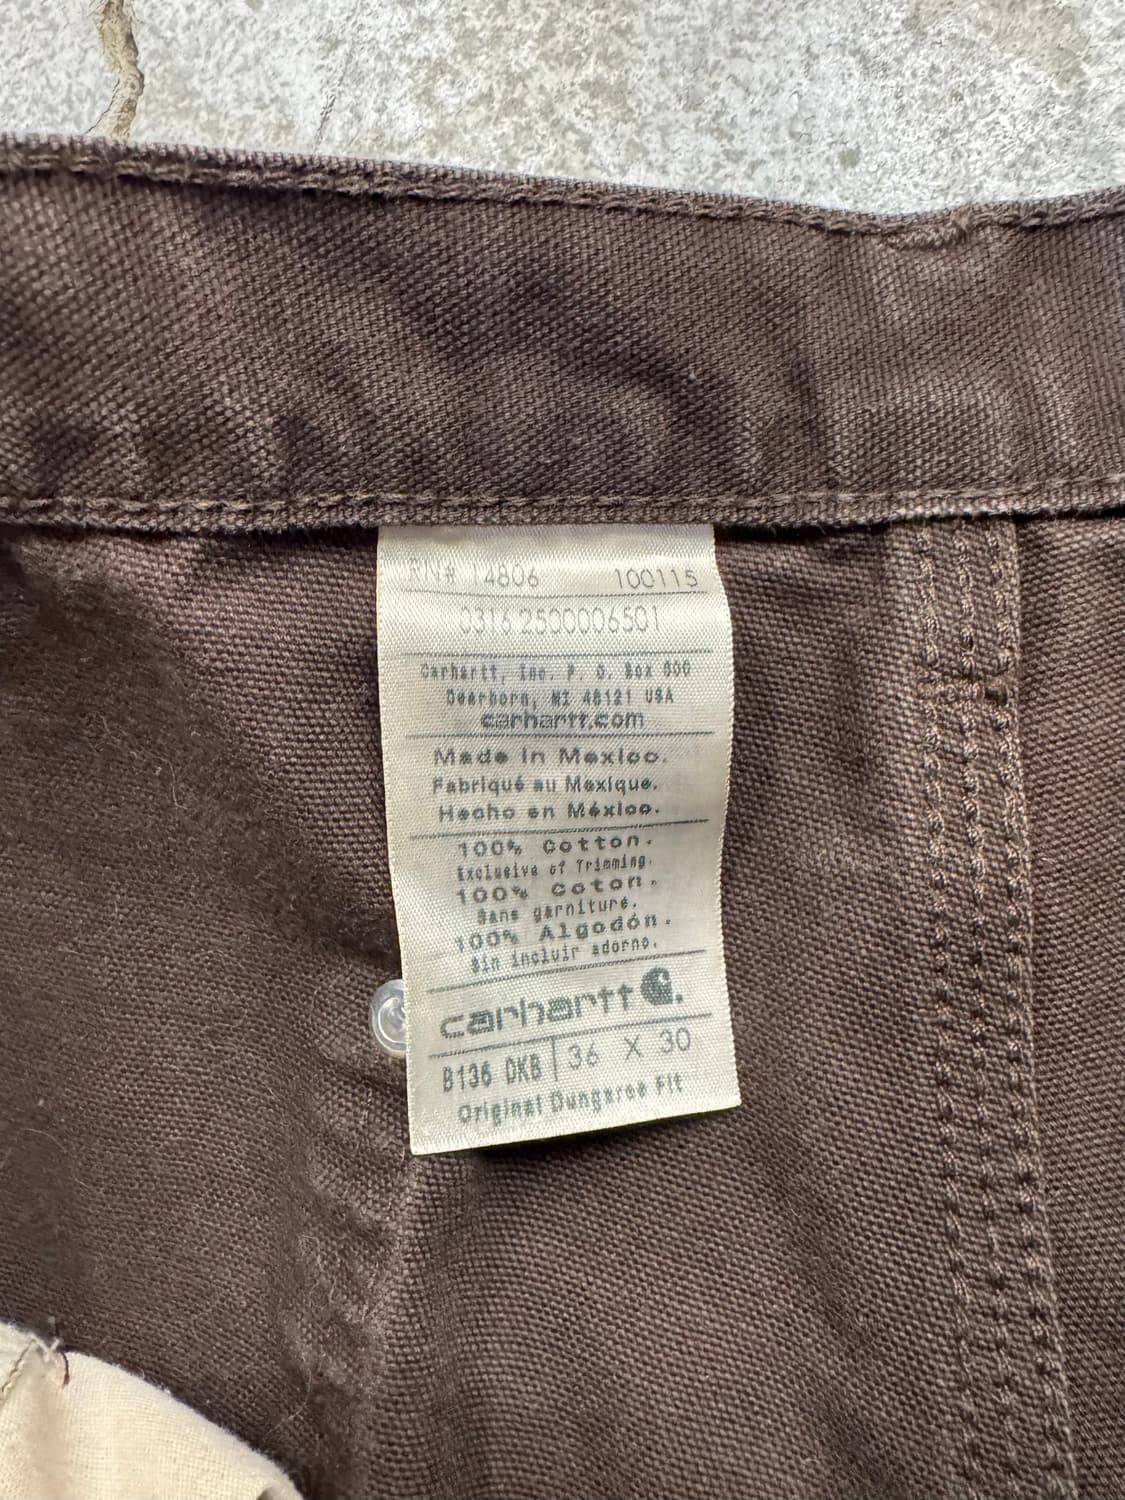 RN# 14806 100115
0316 2500006501
Carhartt, Inc. P. O. Box 600
Dearborn, MI 48121 USA
carhartt.com
Made in Mexico.
Fabriqué au Mexique.
Hecho en México.
100% Cotton.
Exclusive of Trimming.
100% Coton.
Sans garniture.
100% Algodón.
Sin incluir adorno.
carhartt
B136 DKB 36 X 30
Original Dungaree Fit